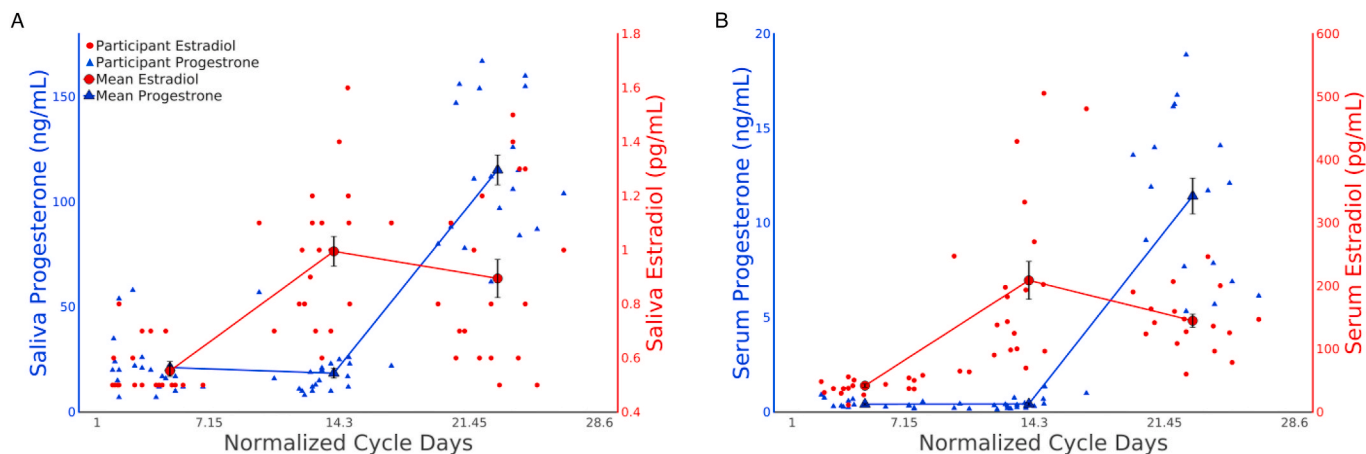 A
Participant Estradiol
Participant Progestrone
Mean Estradiol
Mean Progestrone
Saliva Progesterone (ng/mL)
150
100
50
0
1.8
1.6
1.4
1.2
1
0.8
0.6
0.4
Saliva Estradiol (pg/mL)
1 7.15 14.3 21.45 28.6
Normalized Cycle Days
B
Serum Progesterone (ng/mL)
20
15
10
5
0
600
500
400
300
200
100
0
Serum Estradiol (pg/mL)
1 7.15 14.3 21.45 28.6
Normalized Cycle Days